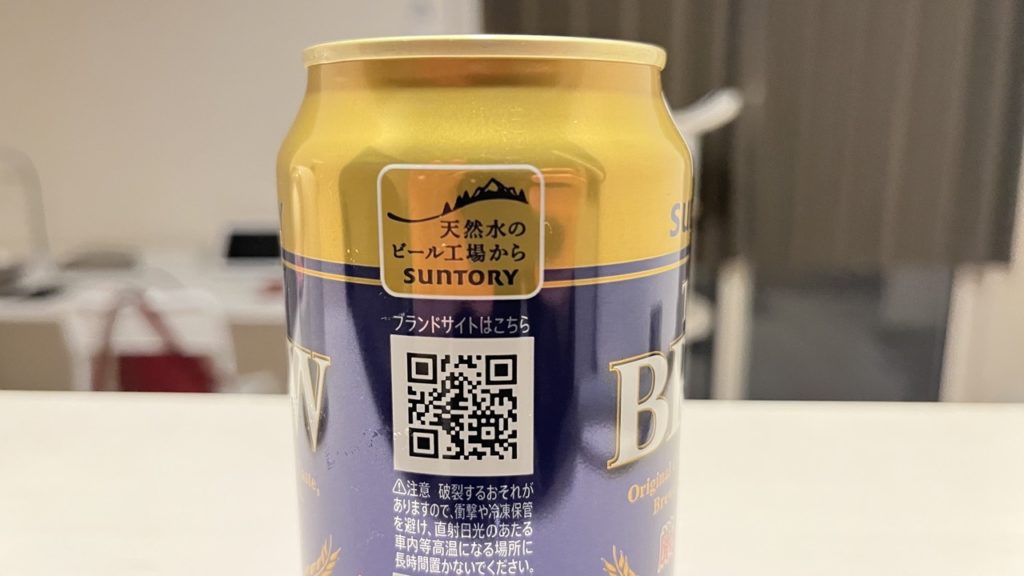 天然水の
ビール工場から
SUNTORY
ブランドサイトはこちら
⚠注意 破裂するおそれが
ありますので、衝撃や冷凍保管
を避け、直射日光のあたる
車内等高温になる場所に
長時間置かないでください。
Original